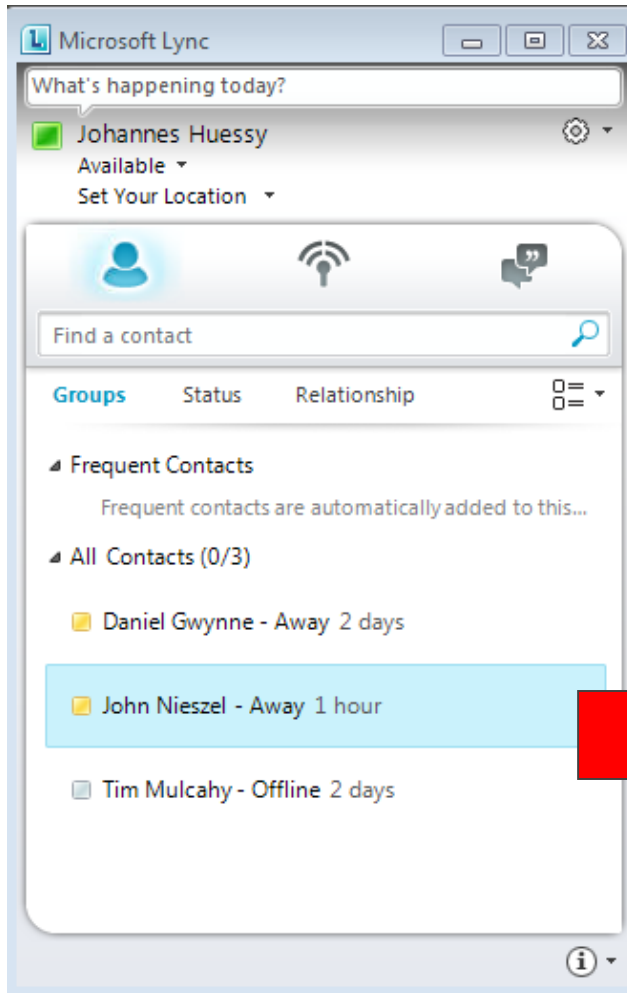 Microsoft Lync
What's happening today?
Johannes Huessy
Available
Set Your Location
Find a contact
Groups Status Relationship
Frequent Contacts
Frequent contacts are automatically added to this...
All Contacts (0/3)
Daniel Gwynne - Away 2 days
John Nieszel - Away 1 hour
Tim Mulcahy - Offline 2 days